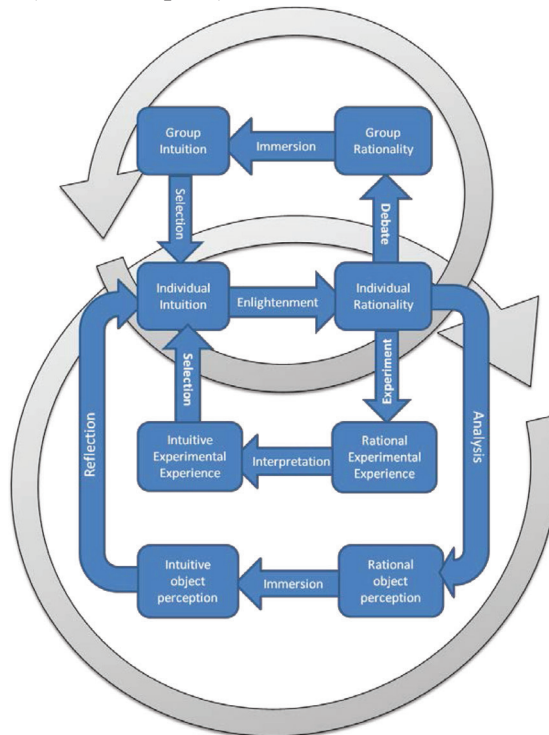 Group
Intuition
Immersion
Group
Rationality
Selection
Debate
Individual
Intuition
Enlightenment
Individual
Rationality
Selection
Experiment
Reflection
Analysis
Intuitive
Experimental
Experience
Interpretation
Rational
Experimental
Experience
Intuitive
object
perception
Immersion
Rational
object
perception